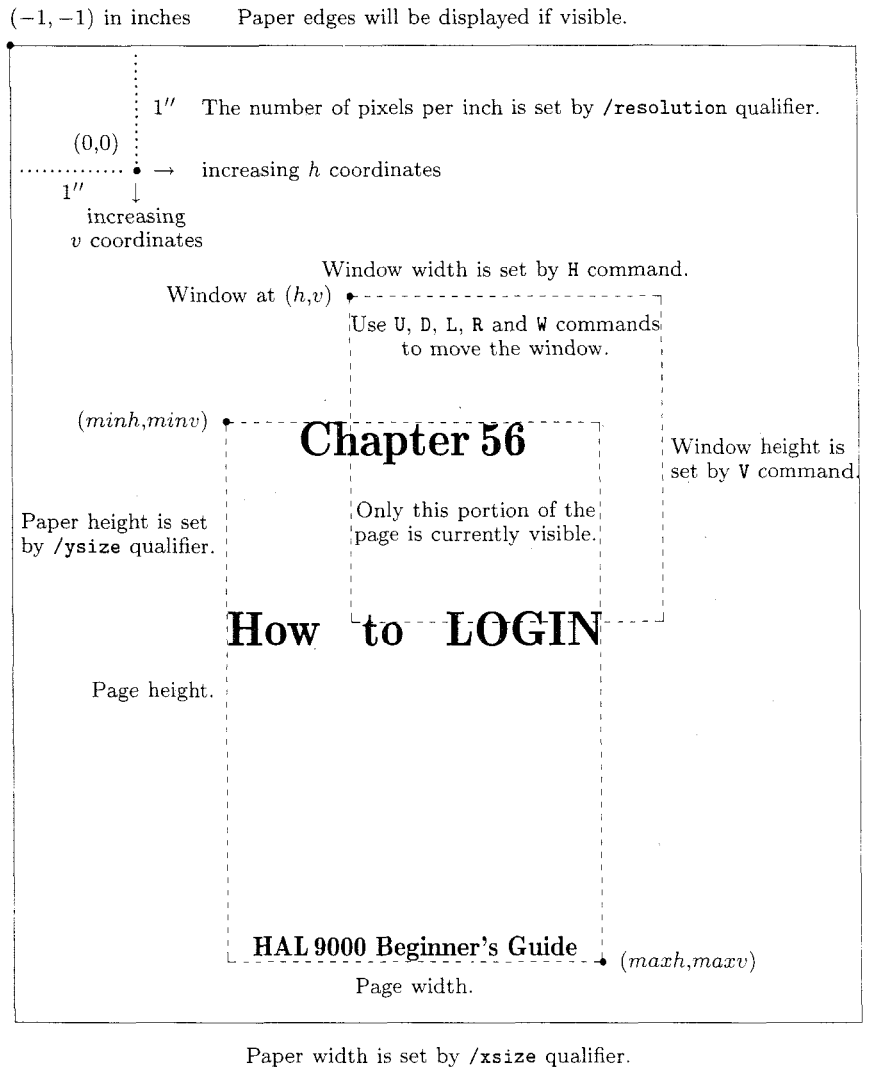 (−1, −1) in inches Paper edges will be displayed if visible.
1″ The number of pixels per inch is set by /resolution qualifier.
(0,0)
→ increasing h coordinates
1″ ↓
increasing
v coordinates
Window width is set by H command.
Window at (h,v)
Use U, D, L, R and W commands
to move the window.
(minh,minv)
Chapter 56
Window height is
set by V command.
Only this portion of the
page is currently visible.
Paper height is set
by /ysize qualifier.
How to LOGIN
Page height.
HAL 9000 Beginner's Guide
(maxh,maxv)
Page width.
Paper width is set by /xsize qualifier.